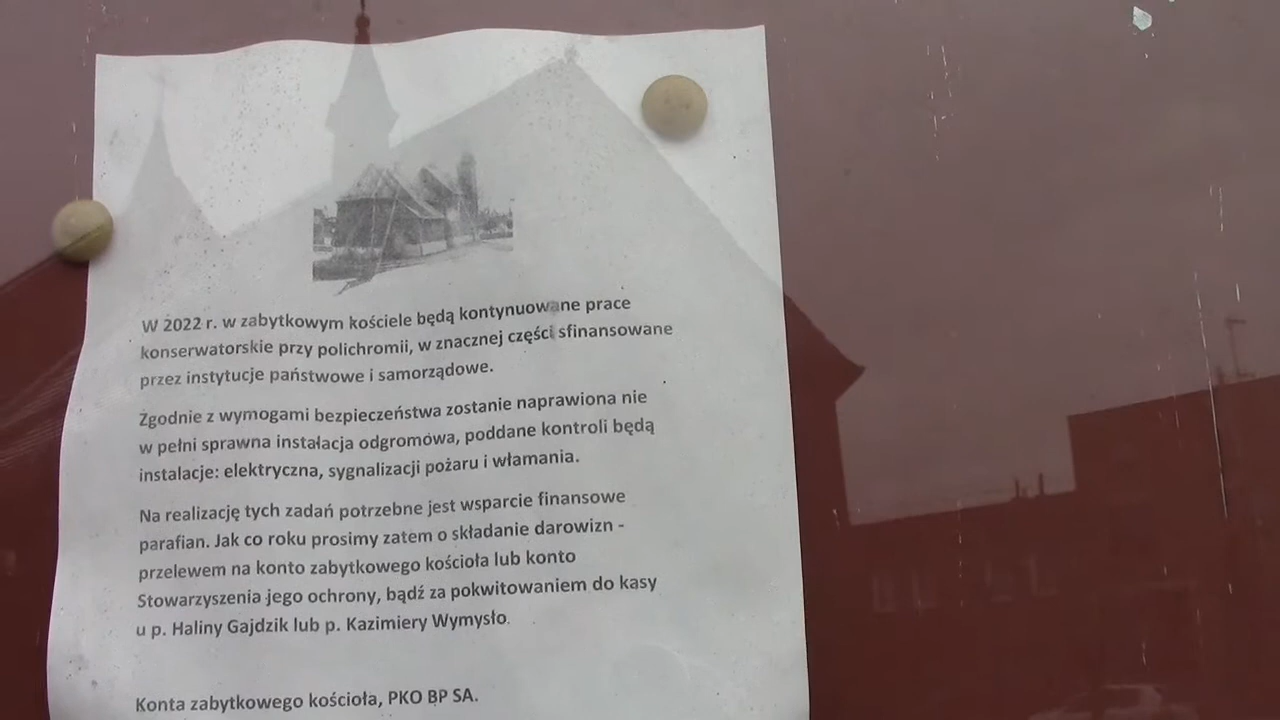 W 2022 r. w zabytkowym kościele będą kontynuowane prace
konserwatorskie przy polichromii, w znacznej części sfinansowane
przez instytucje państwowe i samorządowe.
Zgodnie z wymogami bezpieczeństwa zostanie naprawiona nie
w pełni sprawna instalacja odgromowa, poddane kontroli będą
instalacje: elektryczna, sygnalizacji pożaru i włamania.
Na realizację tych zadań potrzebne jest wsparcie finansowe
parafian. Jak co roku prosimy zatem o składanie darowizn -
przelewem na konto zabytkowego kościoła lub konto
Stowarzyszenia jego ochrony, bądź za pokwitowaniem do kasy
u p. Haliny Gajdzik lub p. Kazimiery Wymysło.
Konta zabytkowego kościoła, PKO BP SA.